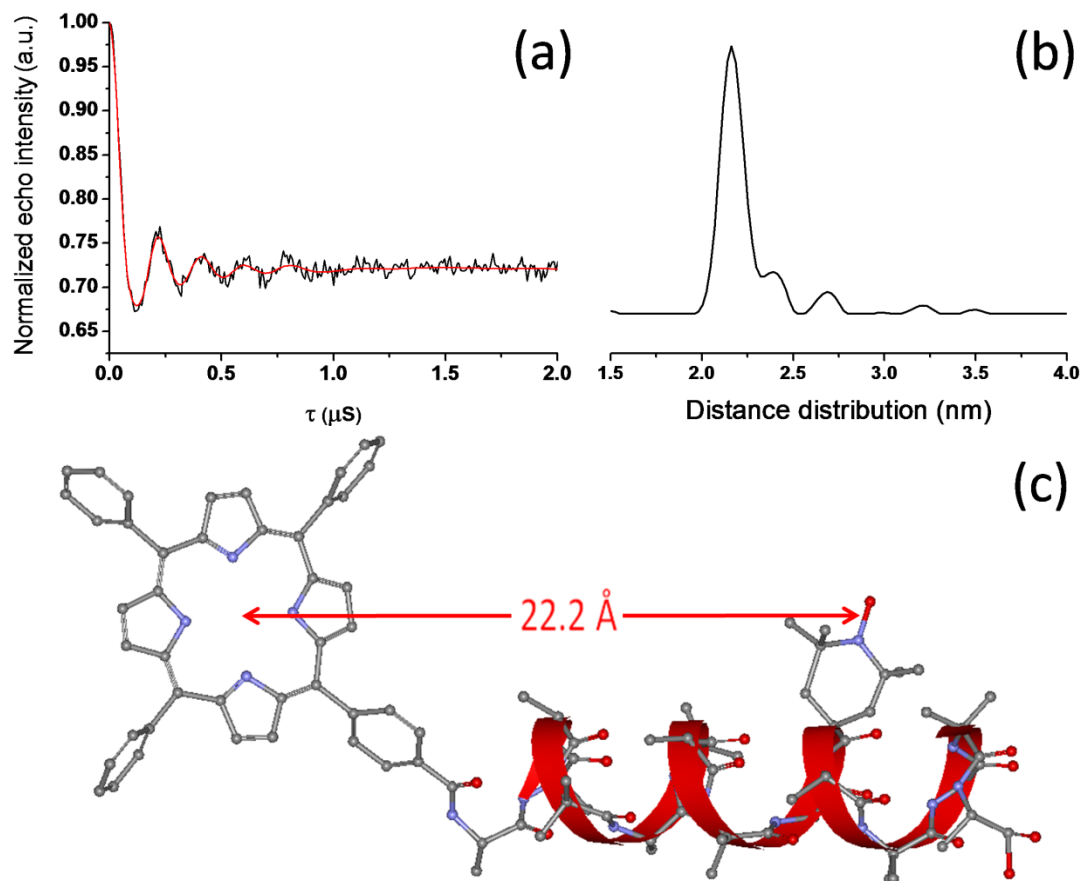 (a)
Normalized echo intensity (a.u.)
1.00
0.95
0.90
0.85
0.80
0.75
0.70
0.65
0.0 0.5 1.0 1.5 2.0
τ (μS)
(b)
1.5 2.0 2.5 3.0 3.5 4.0
Distance distribution (nm)
(c)
22.2 Å